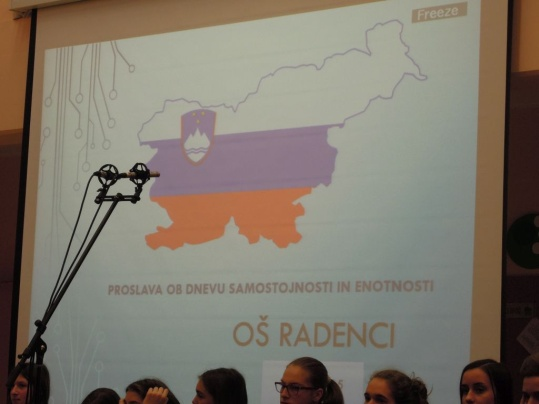 Freeze
PROSLAVA OB DNEVU SAMOSTOJNOSTI IN ENOTNOSTI
OŠ RADENCI